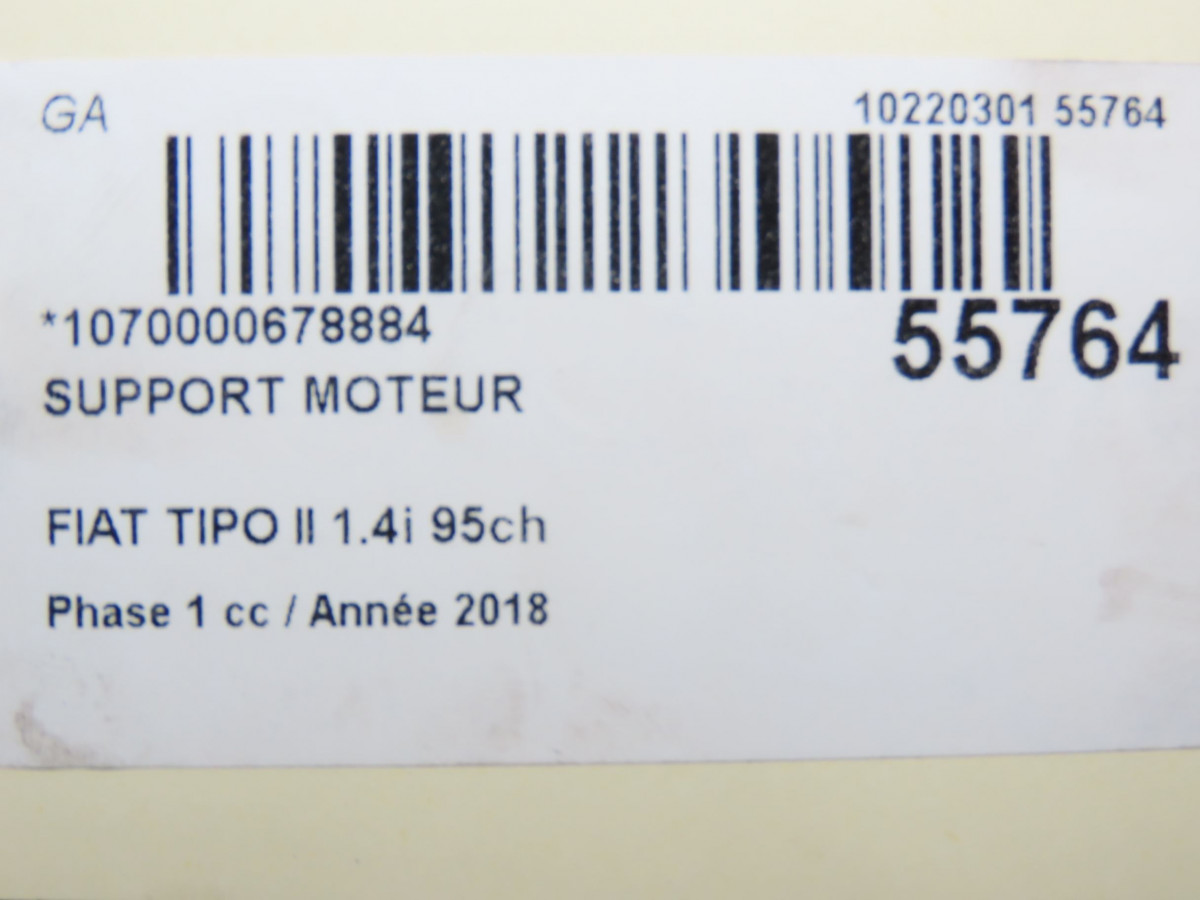 GA
10220301 55764
*1070000678884
55764
SUPPORT MOTEUR
FIAT TIPO II 1.4i 95ch
Phase 1 cc / Année 2018